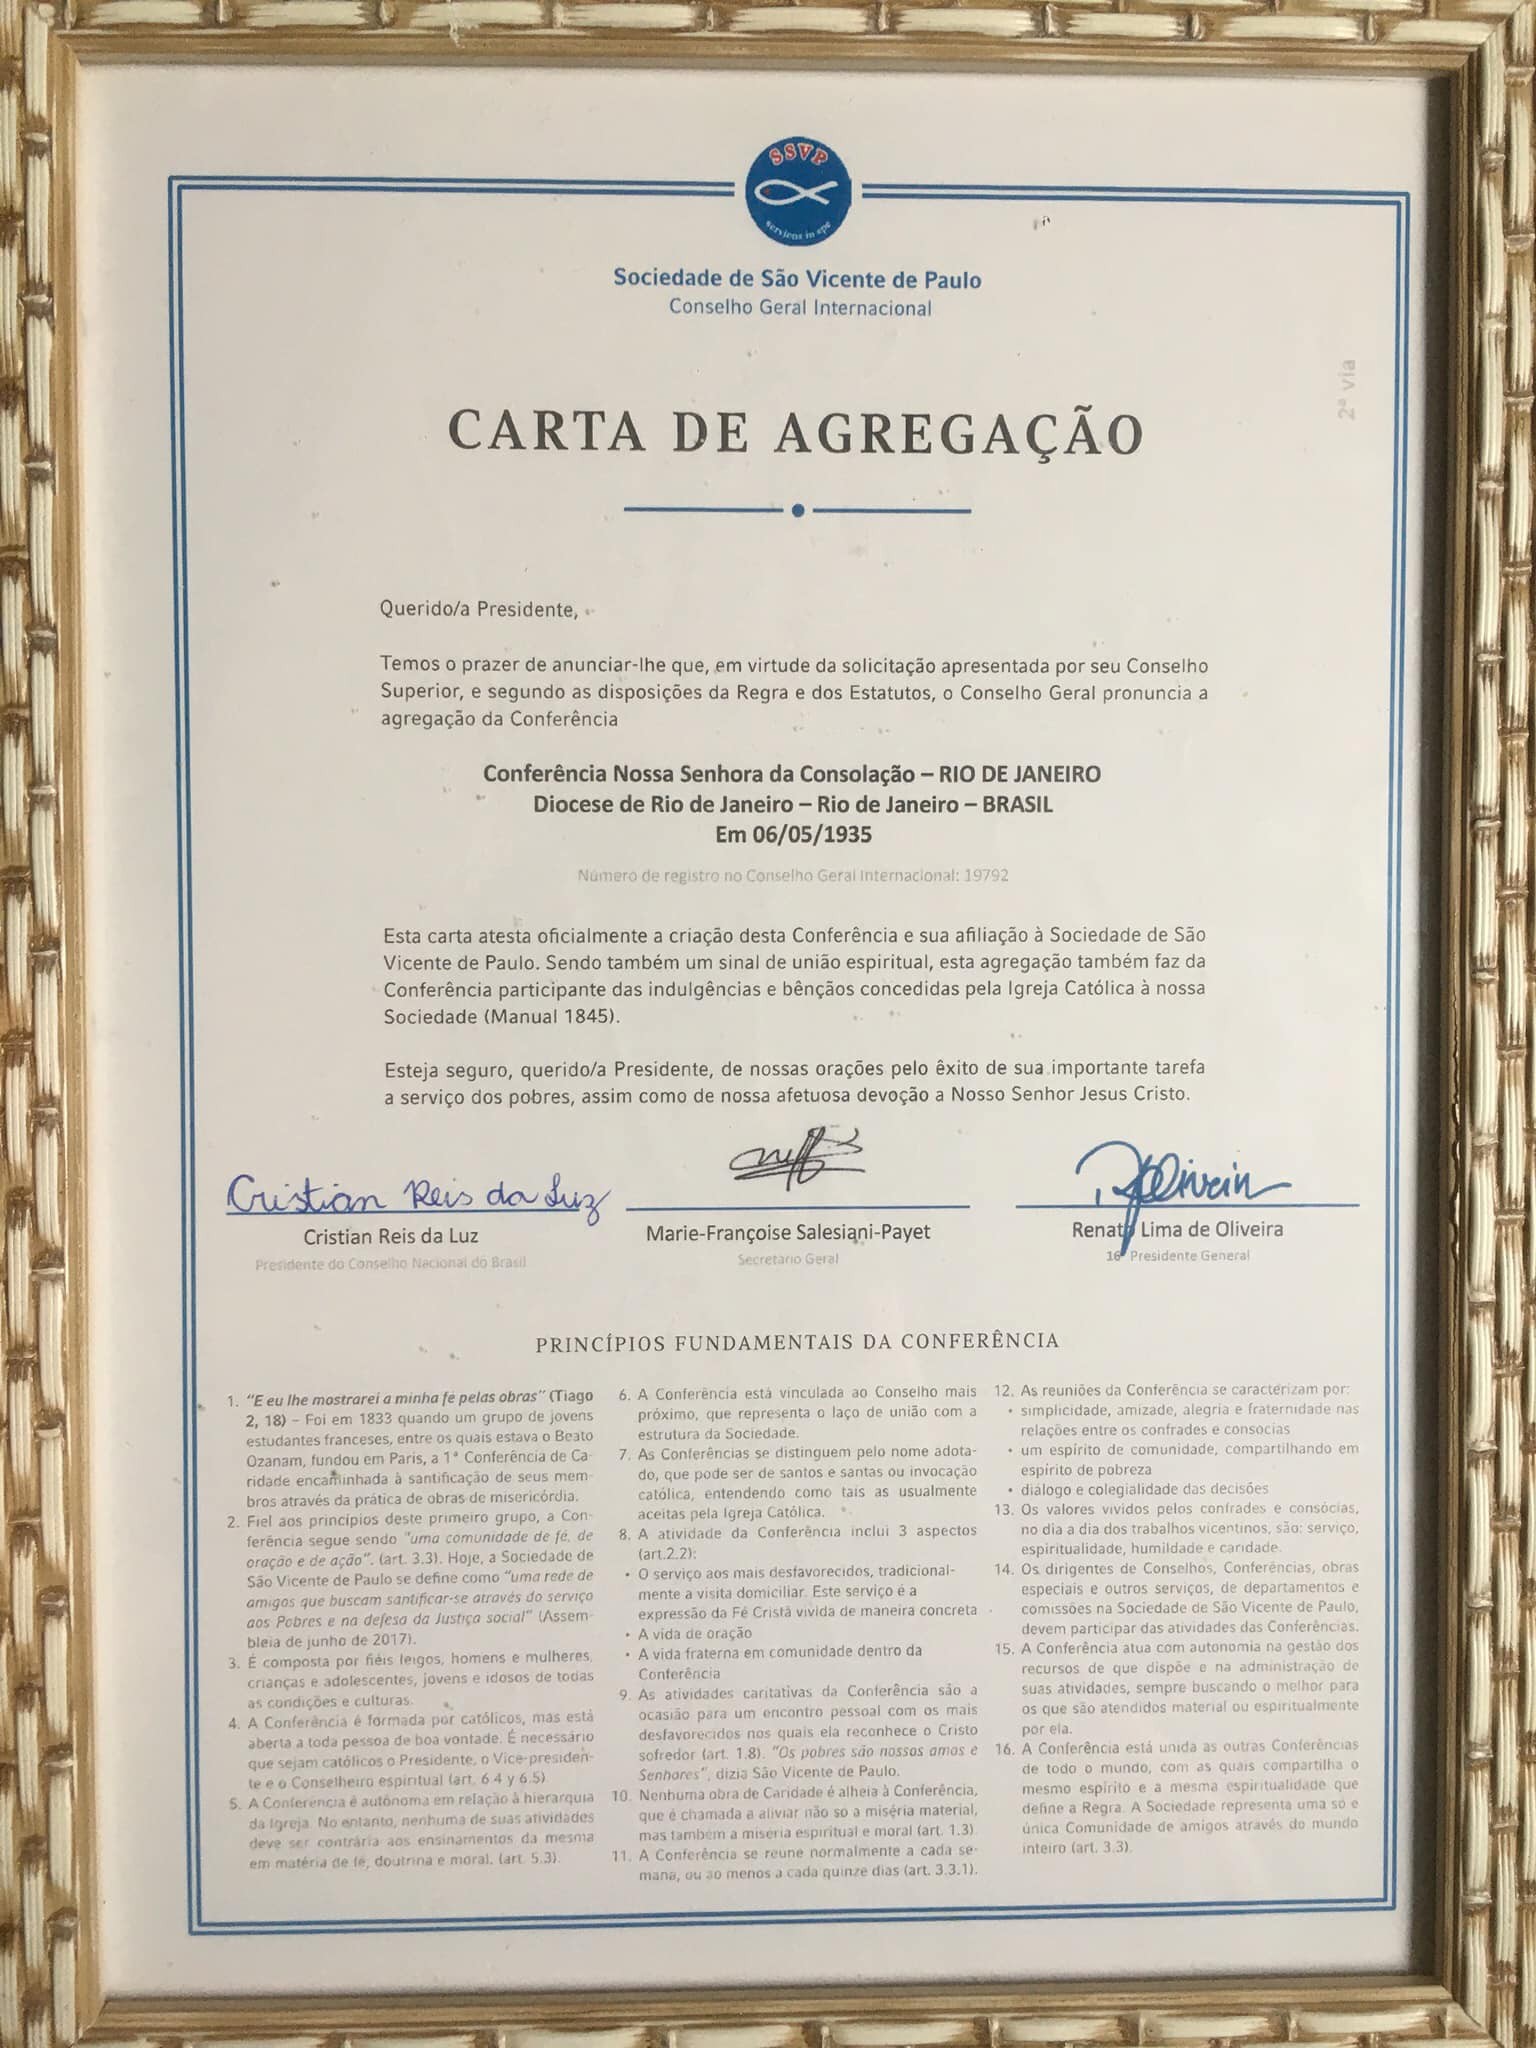 SSVP
serviens in spe
Sociedade de São Vicente de Paulo
Conselho Geral Internacional
2ª via
CARTA DE AGREGAÇÃO
Querido/a Presidente,
Temos o prazer de anunciar-lhe que, em virtude da solicitação apresentada por seu Conselho
Superior, e segundo as disposições da Regra e dos Estatutos, o Conselho Geral pronuncia a
agregação da Conferência
Conferência Nossa Senhora da Consolação – RIO DE JANEIRO
Diocese de Rio de Janeiro – Rio de Janeiro – BRASIL
Em 06/05/1935
Número de registro no Conselho Geral Internacional: 19792
Esta carta atesta oficialmente a criação desta Conferência e sua afiliação à Sociedade de São
Vicente de Paulo. Sendo também um sinal de união espiritual, esta agregação também faz da
Conferência participante das indulgências e bênçãos concedidas pela Igreja Católica à nossa
Sociedade (Manual 1845).
Esteja seguro, querido/a Presidente, de nossas orações pelo êxito de sua importante tarefa
a serviço dos pobres, assim como de nossa afetuosa devoção a Nosso Senhor Jesus Cristo.
Cristian Reis da Luz
Cristian Reis da Luz
Presidente do Conselho Nacional do Brasil
Marie-Françoise Salesiani-Payet
Secretário Geral
Renato Lima de Oliveira
16º Presidente General
PRINCÍPIOS FUNDAMENTAIS DA CONFERÊNCIA
1. "E eu lhe mostrarei a minha fé pelas obras" (Tiago
2, 18) – Foi em 1833 quando um grupo de jovens
estudantes franceses, entre os quais estava o Beato
Ozanam, fundou em Paris, a 1ª Conferência de Ca-
ridade encaminhada à santificação de seus mem-
bros através da prática de obras de misericórdia.
2. Fiel aos princípios deste primeiro grupo, a Con-
ferência segue sendo "uma comunidade de fé, de
oração e de ação". (art. 3.3). Hoje, a Sociedade de
São Vicente de Paulo se define como "uma rede de
amigos que buscam santificar-se através do serviço
aos Pobres e na defesa da Justiça social" (Assem-
bleia de junho de 2017).
3. É composta por fiéis leigos, homens e mulheres,
crianças e adolescentes, jovens e idosos de todas
as condições e culturas.
4. A Conferência é formada por católicos, mas está
aberta a toda pessoa de boa vontade. É necessário
que sejam católicos o Presidente, o Vice-presiden-
te e o Conselheiro espiritual (art. 6.4 y 6.5)
5. A Conferência é autônoma em relação à hierarquia
da Igreja. No entanto, nenhuma de suas atividades
deve ser contrária aos ensinamentos da mesma
em matéria de fé, doutrina e moral. (art. 5.3).
6. A Conferência está vinculada ao Conselho mais
próximo, que representa o laço de união com a
estrutura da Sociedade.
7. As Conferências se distinguem pelo nome adota-
do, que pode ser de santos e santas ou invocação
católica, entendendo como tais as usualmente
aceitas pela Igreja Católica.
8. A atividade da Conferência inclui 3 aspectos
(art.2.2):
• O serviço aos mais desfavorecidos, tradicional-
mente a visita domiciliar. Este serviço é a
expressão da Fé Cristã vivida de maneira concreta
• A vida de oração
• A vida fraterna em comunidade dentro da
Conferência
9. As atividades caritativas da Conferência são a
ocasião para um encontro pessoal com os mais
desfavorecidos nos quais ela reconhece o Cristo
sofredor (art. 1.8). "Os pobres são nossos amos e
Senhores", dizia São Vicente de Paulo.
10. Nenhuma obra de Caridade é alheia à Conferência,
que é chamada a aliviar não só a miséria material,
mas também a miséria espiritual e moral (art. 1.3).
11. A Conferência se reune normalmente a cada se-
mana, ou ao menos a cada quinze dias (art. 3.3.1).
12. As reuniões da Conferência se caracterizam por:
• simplicidade, amizade, alegria e fraternidade nas
relações entre os confrades e consocias
• um espírito de comunidade, compartilhando em
espírito de pobreza
• diálogo e colegialidade das decisões
13. Os valores vividos pelos confrades e consócias,
no dia a dia dos trabalhos vicentinos, são: serviço,
espiritualidade, humildade e caridade.
14. Os dirigentes de Conselhos, Conferências, obras
especiais e outros serviços, de departamentos e
comissões na Sociedade de São Vicente de Paulo,
devem participar das atividades das Conferências.
15. A Conferência atua com autonomia na gestão dos
recursos de que dispõe e na administração de
suas atividades, sempre buscando o melhor para
os que são atendidos material ou espiritualmente
por ela.
16. A Conferência está unida as outras Conferências
de todo o mundo, com as quais compartilha o
mesmo espírito e a mesma espiritualidade que
define a Regra. A Sociedade representa uma só e
única Comunidade de amigos através do mundo
inteiro (art. 3.3).